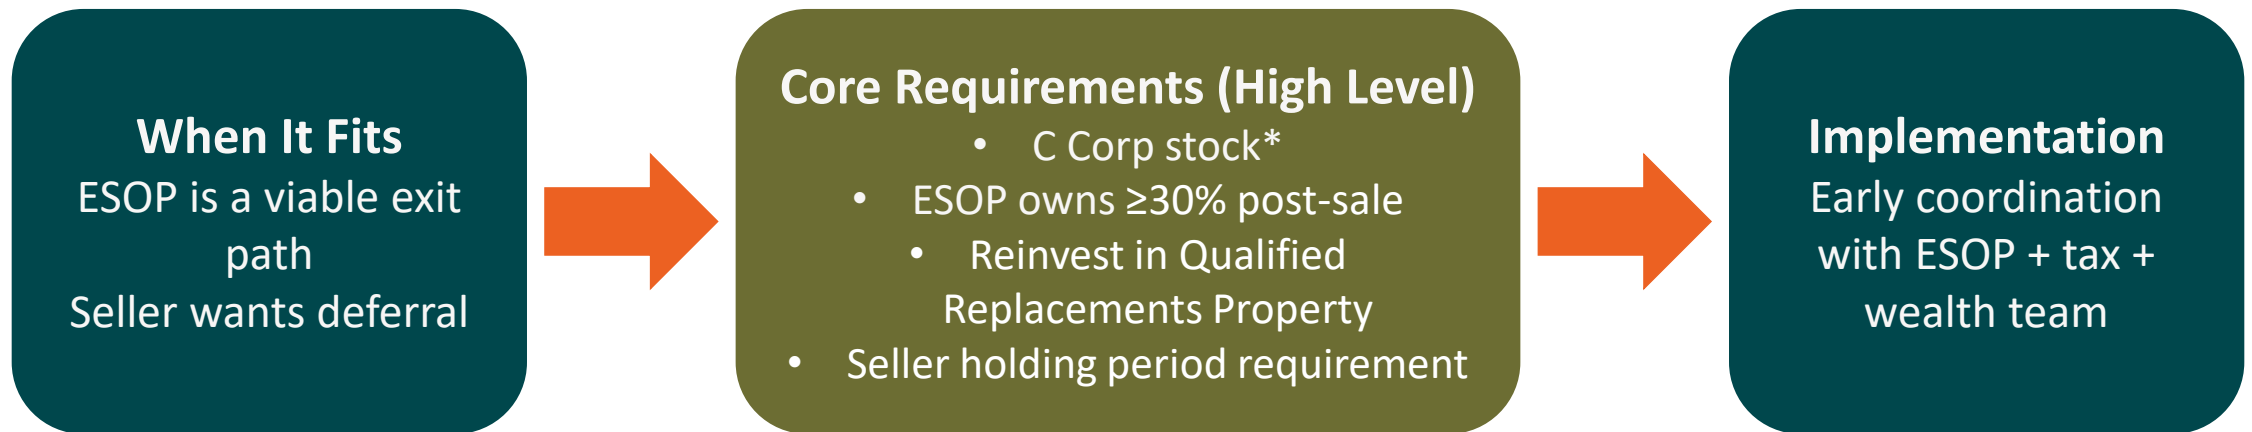 When It Fits
ESOP is a viable exit
path
Seller wants deferral
Core Requirements (High Level)
• C Corp stock*
• ESOP owns ≥30% post-sale
• Reinvest in Qualified
Replacements Property
• Seller holding period requirement
Implementation
Early coordination
with ESOP + tax +
wealth team